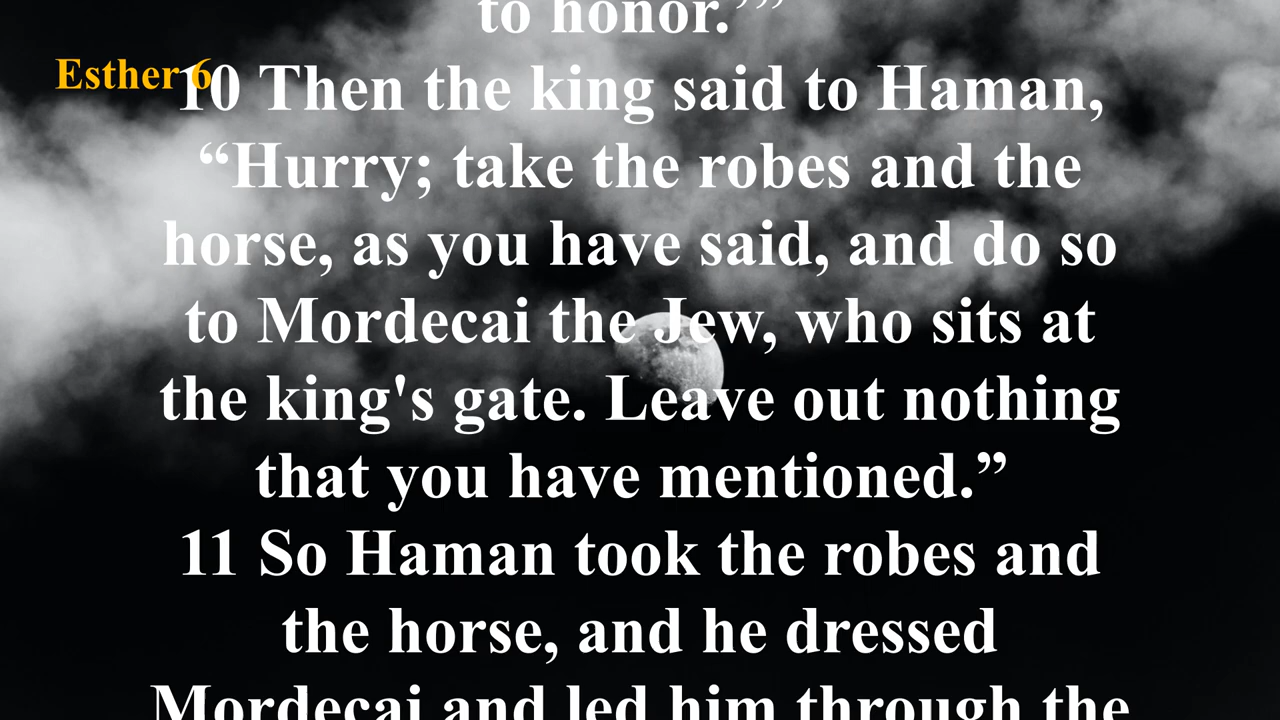 to honor.’”
Esther 6
10 Then the king said to Haman,
“Hurry; take the robes and the
horse, as you have said, and do so
to Mordecai the Jew, who sits at
the king's gate. Leave out nothing
that you have mentioned.”
11 So Haman took the robes and
the horse, and he dressed
Mordecai and led him through the